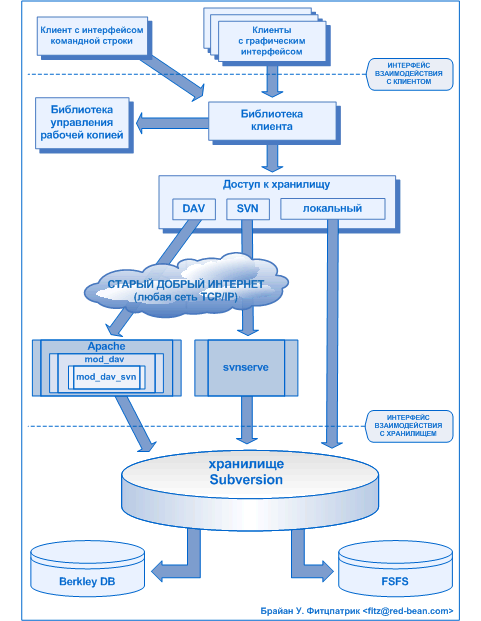 Клиент с интерфейсом
командной строки
Клиенты
с графическим
интерфейсом
ИНТЕРФЕЙС
ВЗАИМОДЕЙСТВИЯ
С КЛИЕНТОМ
Библиотека
управления
рабочей копией
Библиотека
клиента
Доступ к хранилищу
DAV
SVN
локальный
СТАРЫЙ ДОБРЫЙ ИНТЕРНЕТ
(любая сеть TCP/IP)
Apache
mod_dav
mod_dav_svn
svnserve
ИНТЕРФЕЙС
ВЗАИМОДЕЙСТВИЯ
С ХРАНИЛИЩЕМ
хранилище
Subversion
Berkley DB
FSFS
Брайан У. Фитцпатрик <fitz@red-bean.com>